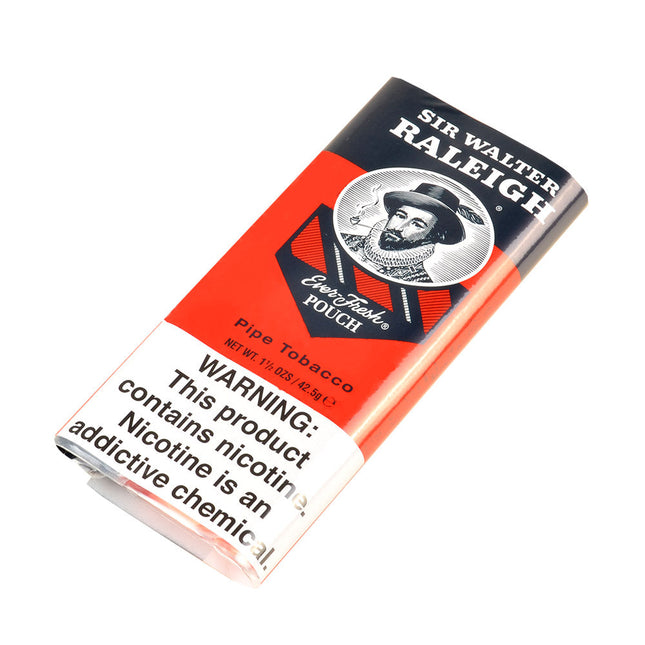 SIR WALTER
RALEIGH®
Ever-Fresh®
POUCH
Pipe Tobacco
NET WT. 1½ OZS / 42.5g ℮
WARNING:
This product
contains nicotine.
Nicotine is an
addictive chemical.